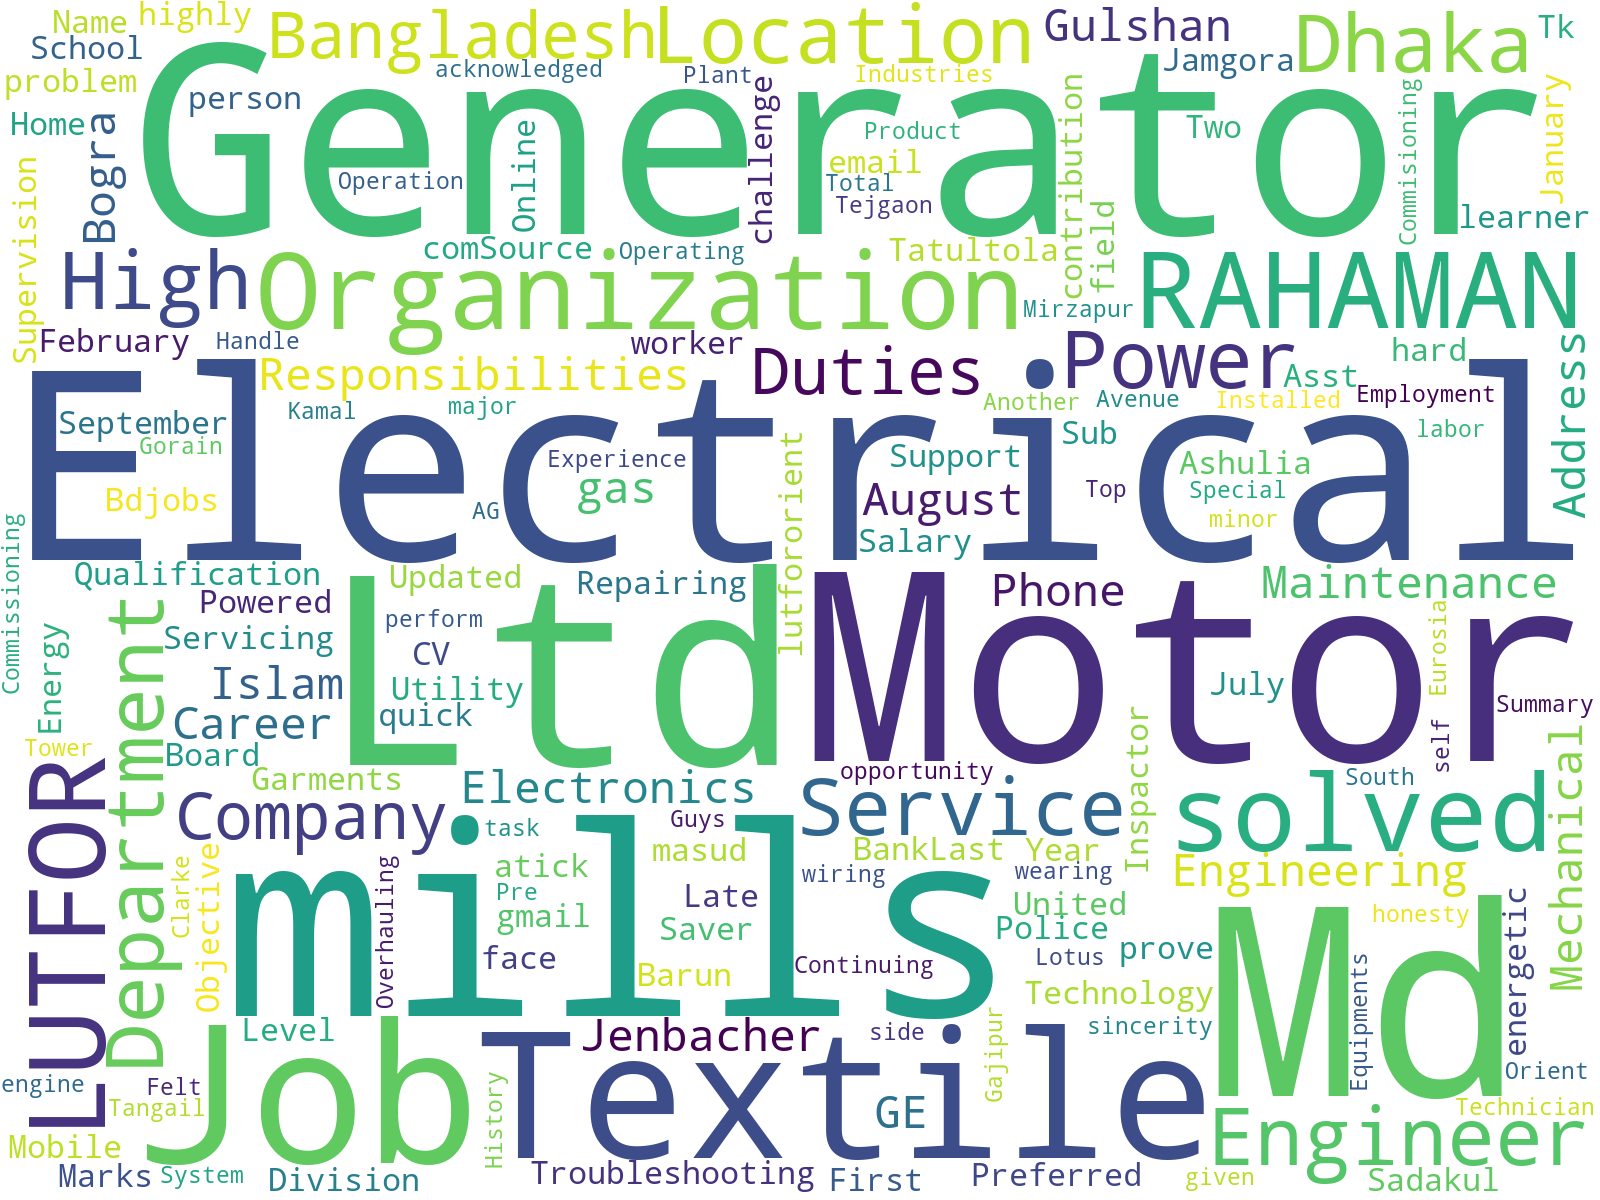 Name
highly
Bangladesh
Location
Gulshan
Dhaka
Tk
School
acknowledged
Plant
Industries
Jamgora
problem
person
Generator
challenge
contribution
Commisioning
January
Home
Bogra
Online
Product
Two
Operation
email
Total
Tejgaon
field
learner
Supervision
High
comSource
Operating
Organization
Tatultola
Mirzapur
RAHAMAN
February
Handle
worker
Duties
Power
hard
Address
Responsibilities
Asst
Kamal
major
Another
Avenue
Installed
Employment
September
Gorain
Electrical
lutfororient
Sub
labor
Experience
Support
Ashulia
Bdjobs
gas
August
Top
Special
AG
minor
Commissioning
Salary
Qualification
Updated
Repairing
Phone
Maintenance
Powered
Ltd
Motor
Department
perform
Eurosia
Energy
Servicing
CV
Islam
Utility
July
Summary
Career
quick
self
Tower
Board
Inspactor
Mechanical
LUTFOR
Garments
Electronics
opportunity
South
Company
Service
solved
task
Guys
mills
masud
BankLast
Year
Objective
Clarke
Overhauling
atick
wiring
wearing
Engineering
Pre
Late
United
Md
honesty
energetic
gmail
Saver
Police
face
prove
Barun
Continuing
Lotus
Equipments
Technology
Level
Job
Textile
Jenbacher
side
Gajipur
sincerity
engine
Felt
History
Orient
Tangail
GE
Technician
Mobile
Engineer
Marks
System
Division
Troubleshooting
First
Preferred
given
Sadakul